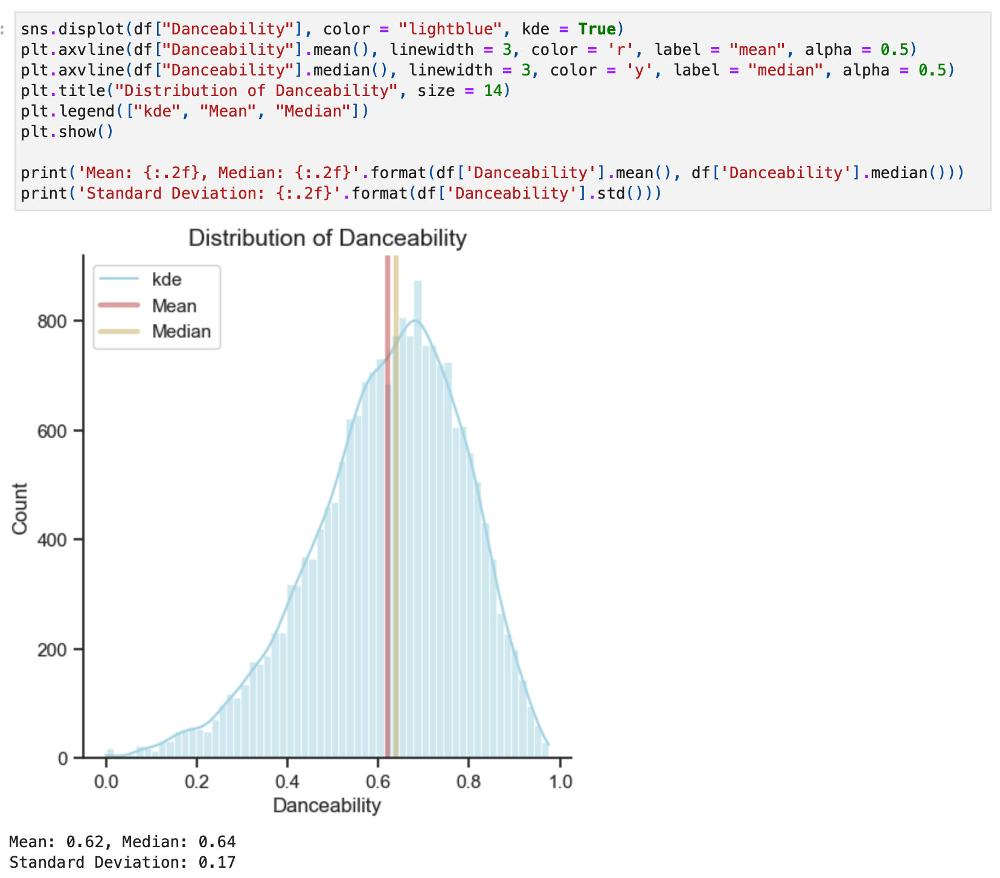 :
sns.displot(df["Danceability"], color = "lightblue", kde = True)
plt.axvline(df["Danceability"].mean(), linewidth = 3, color = 'r', label = "mean", alpha = 0.5)
plt.axvline(df["Danceability"].median(), linewidth = 3, color = 'y', label = "median", alpha = 0.5)
plt.title("Distribution of Danceability", size = 14)
plt.legend(["kde", "Mean", "Median"])
plt.show()
print('Mean: {:.2f}, Median: {:.2f}'.format(df['Danceability'].mean(), df['Danceability'].median()))
print('Standard Deviation: {:.2f}'.format(df['Danceability'].std()))
Distribution of Danceability
kde
Mean
Median
800
600
400
200
0
Count
0.0 0.2 0.4 0.6 0.8 1.0
Danceability
Mean: 0.62, Median: 0.64
Standard Deviation: 0.17